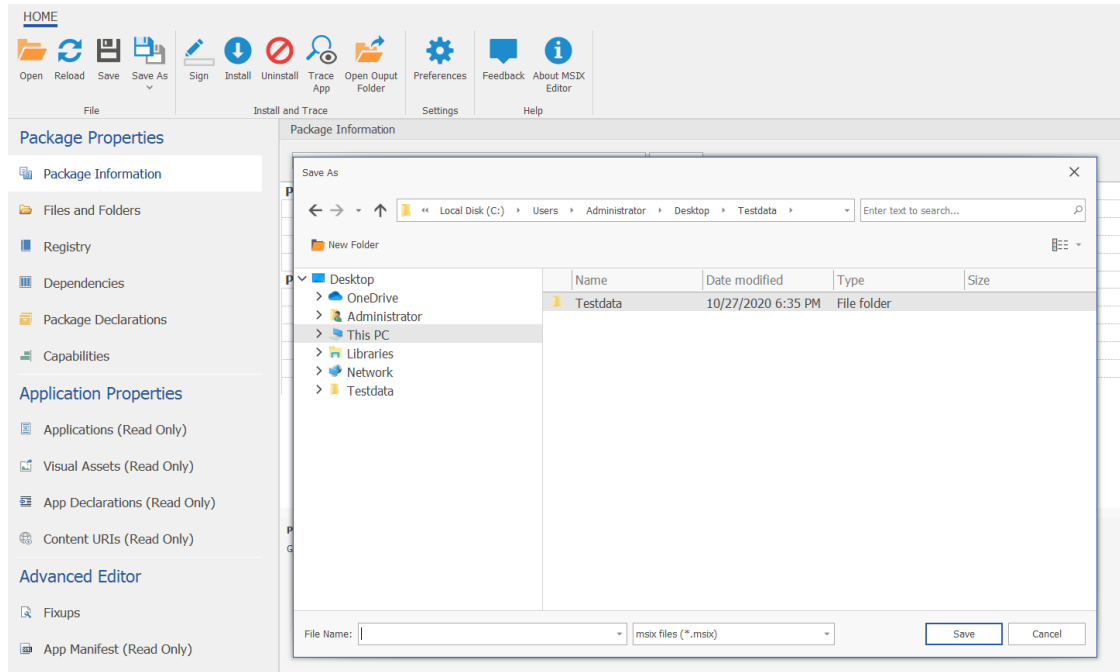 HOME
Open Reload Save Save As Sign Install Uninstall Trace App Open Ouput Folder Preferences Feedback About MSIX Editor
File Install and Trace Settings Help
Package Properties
Package Information
Files and Folders
Registry
Dependencies
Package Declarations
Capabilities
Application Properties
Applications (Read Only)
Visual Assets (Read Only)
App Declarations (Read Only)
Content URIs (Read Only)
Advanced Editor
Fixups
App Manifest (Read Only)
Package Information
Save As
Local Disk (C:) Users Administrator Desktop Testdata Enter text to search...
New Folder
Desktop
OneDrive
Administrator
This PC
Libraries
Network
Testdata
Name Date modified Type Size
Testdata 10/27/2020 6:35 PM File folder
File Name: msix files (*.msix) Save Cancel